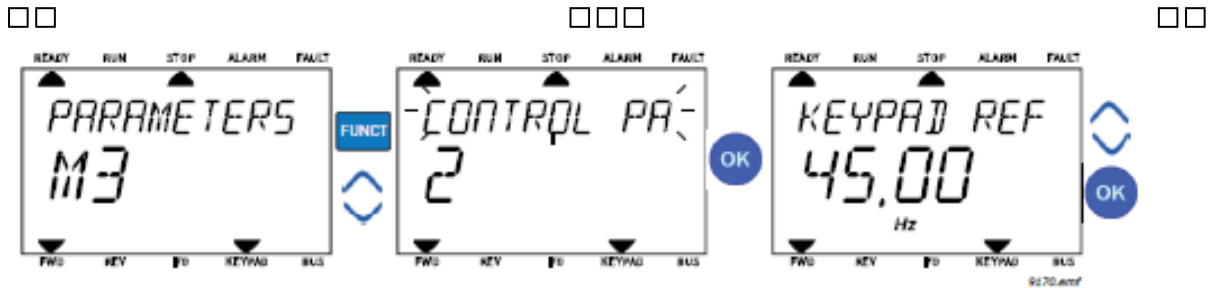 □□ □□□ □□
READY RUN STOP ALARM FAULT
PARAMETERS
M3
FWD REV I/O KEYPAD BUS
FUNCT
READY RUN STOP ALARM FAULT
CONTROL PA
2
FWD REV I/O KEYPAD BUS
OK
READY RUN STOP ALARM FAULT
KEYPAD REF
45.00
Hz
FWD REV I/O KEYPAD BUS
OK
9170.emf